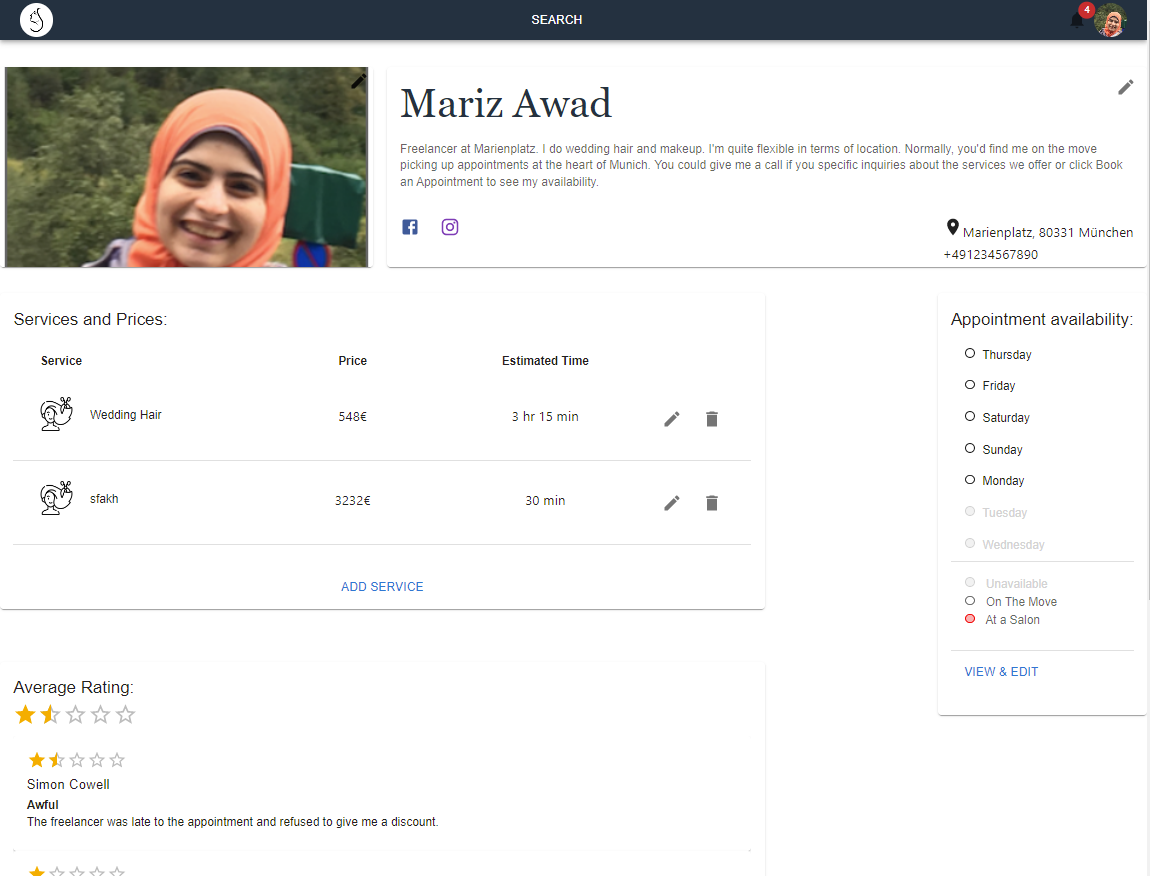 SEARCH
4
Mariz Awad
Freelancer at Marienplatz. I do wedding hair and makeup. I'm quite flexible in terms of location. Normally, you'd find me on the move
picking up appointments at the heart of Munich. You could give me a call if you specific inquiries about the services we offer or click Book
an Appointment to see my availability.
Marienplatz, 80331 München
+491234567890
Services and Prices:
Service Price Estimated Time
Wedding Hair 548€ 3 hr 15 min
sfakh 3232€ 30 min
ADD SERVICE
Appointment availability:
Thursday
Friday
Saturday
Sunday
Monday
Tuesday
Wednesday
Unavailable
On The Move
At a Salon
VIEW & EDIT
Average Rating:
Simon Cowell
Awful
The freelancer was late to the appointment and refused to give me a discount.